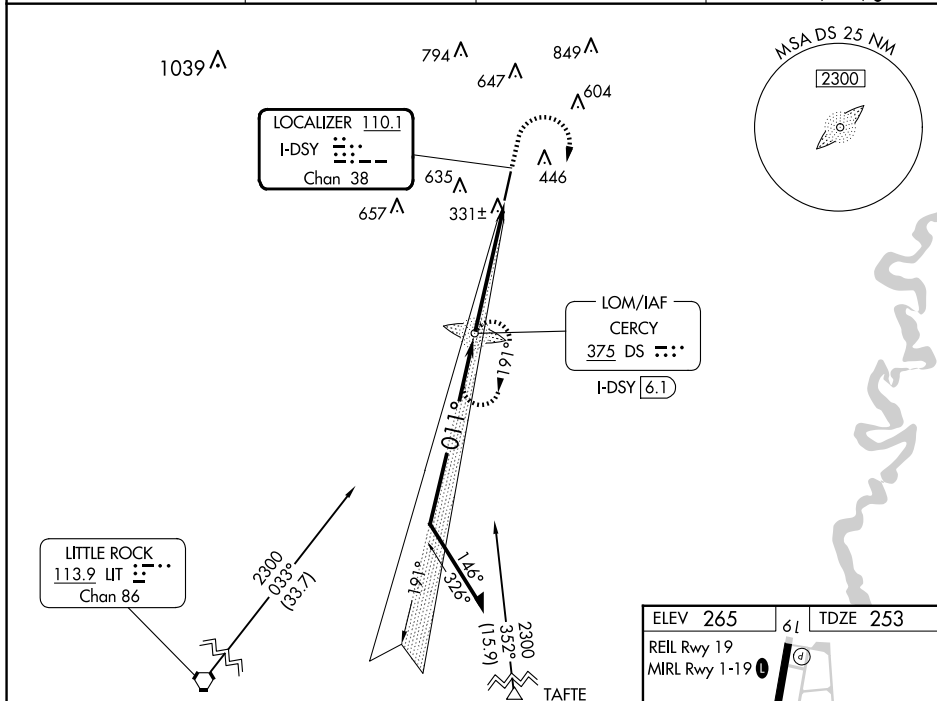 1039
794
647
849
604
MSA DS 25 NM
2300
LOCALIZER 110.1
I-DSY
Chan 38
635
657
331±
446
LOM/IAF
CERCY
375 DS
I-DSY 6.1
191°
011°
LITTLE ROCK
113.9 LIT
Chan 86
2300
033°
(33.7)
191°
146°
326°
2300
352°
(15.9)
TAFTE
ELEV 265
19
TDZE 253
REIL Rwy 19
MIRL Rwy 1-19 L
P